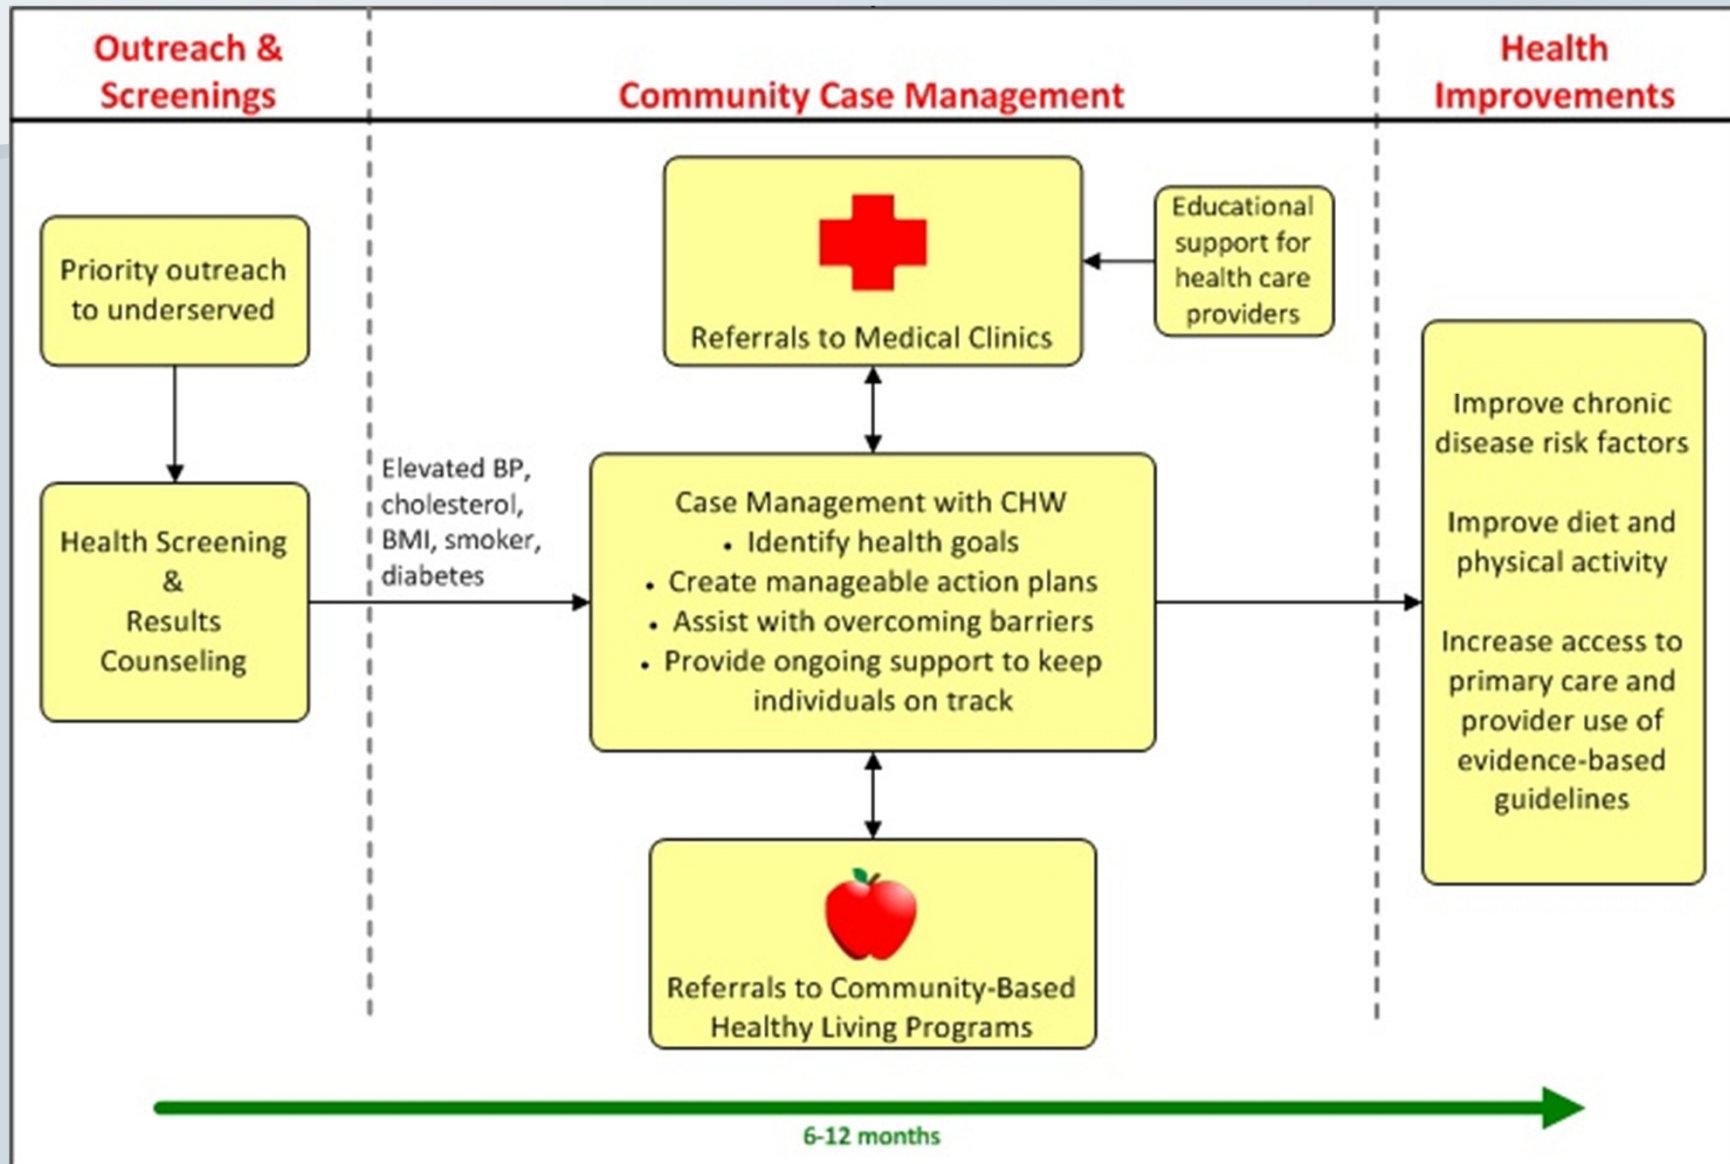 Outreach &
Screenings
Community Case Management
Health
Improvements
Priority outreach
to underserved
Health Screening
&
Results
Counseling
Elevated BP,
cholesterol,
BMI, smoker,
diabetes
Referrals to Medical Clinics
Educational
support for
health care
providers
Case Management with CHW
• Identify health goals
• Create manageable action plans
• Assist with overcoming barriers
• Provide ongoing support to keep
individuals on track
Referrals to Community-Based
Healthy Living Programs
Improve chronic
disease risk factors
Improve diet and
physical activity
Increase access to
primary care and
provider use of
evidence-based
guidelines
6-12 months